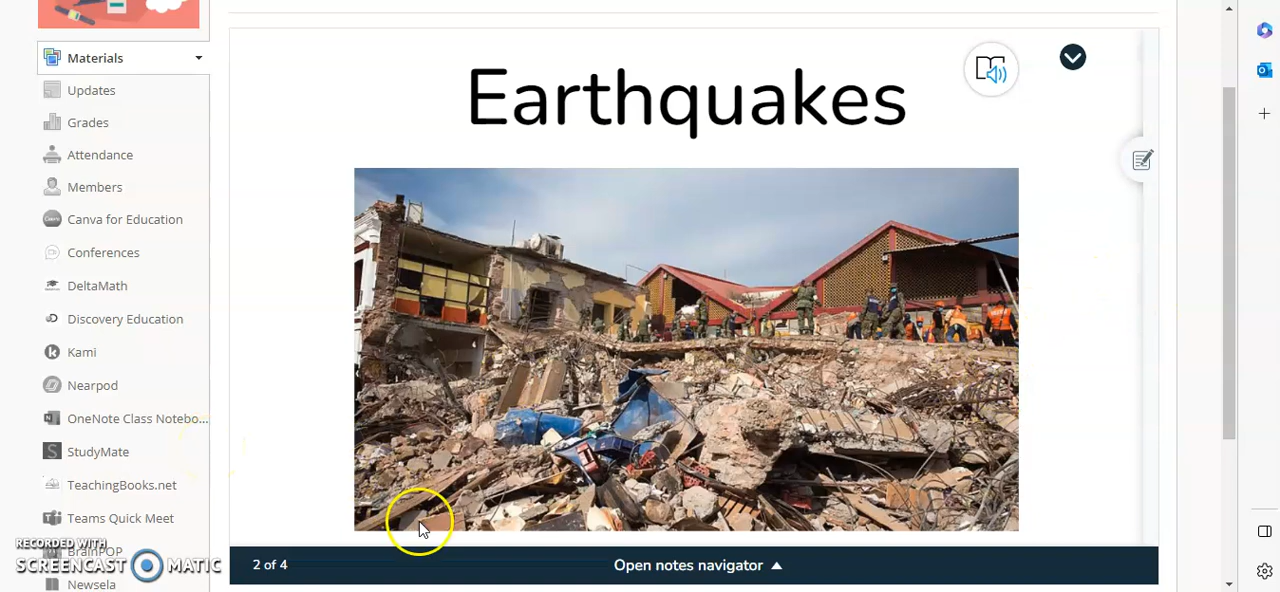 Materials
Updates
Grades
Attendance
Members
Canva for Education
Conferences
DeltaMath
Discovery Education
Kami
Nearpod
OneNote Class Notebo...
StudyMate
TeachingBooks.net
Teams Quick Meet
BrainPOP
Newsela
RECORDED WITH
SCREENCAST MATIC
Earthquakes
2 of 4
Open notes navigator